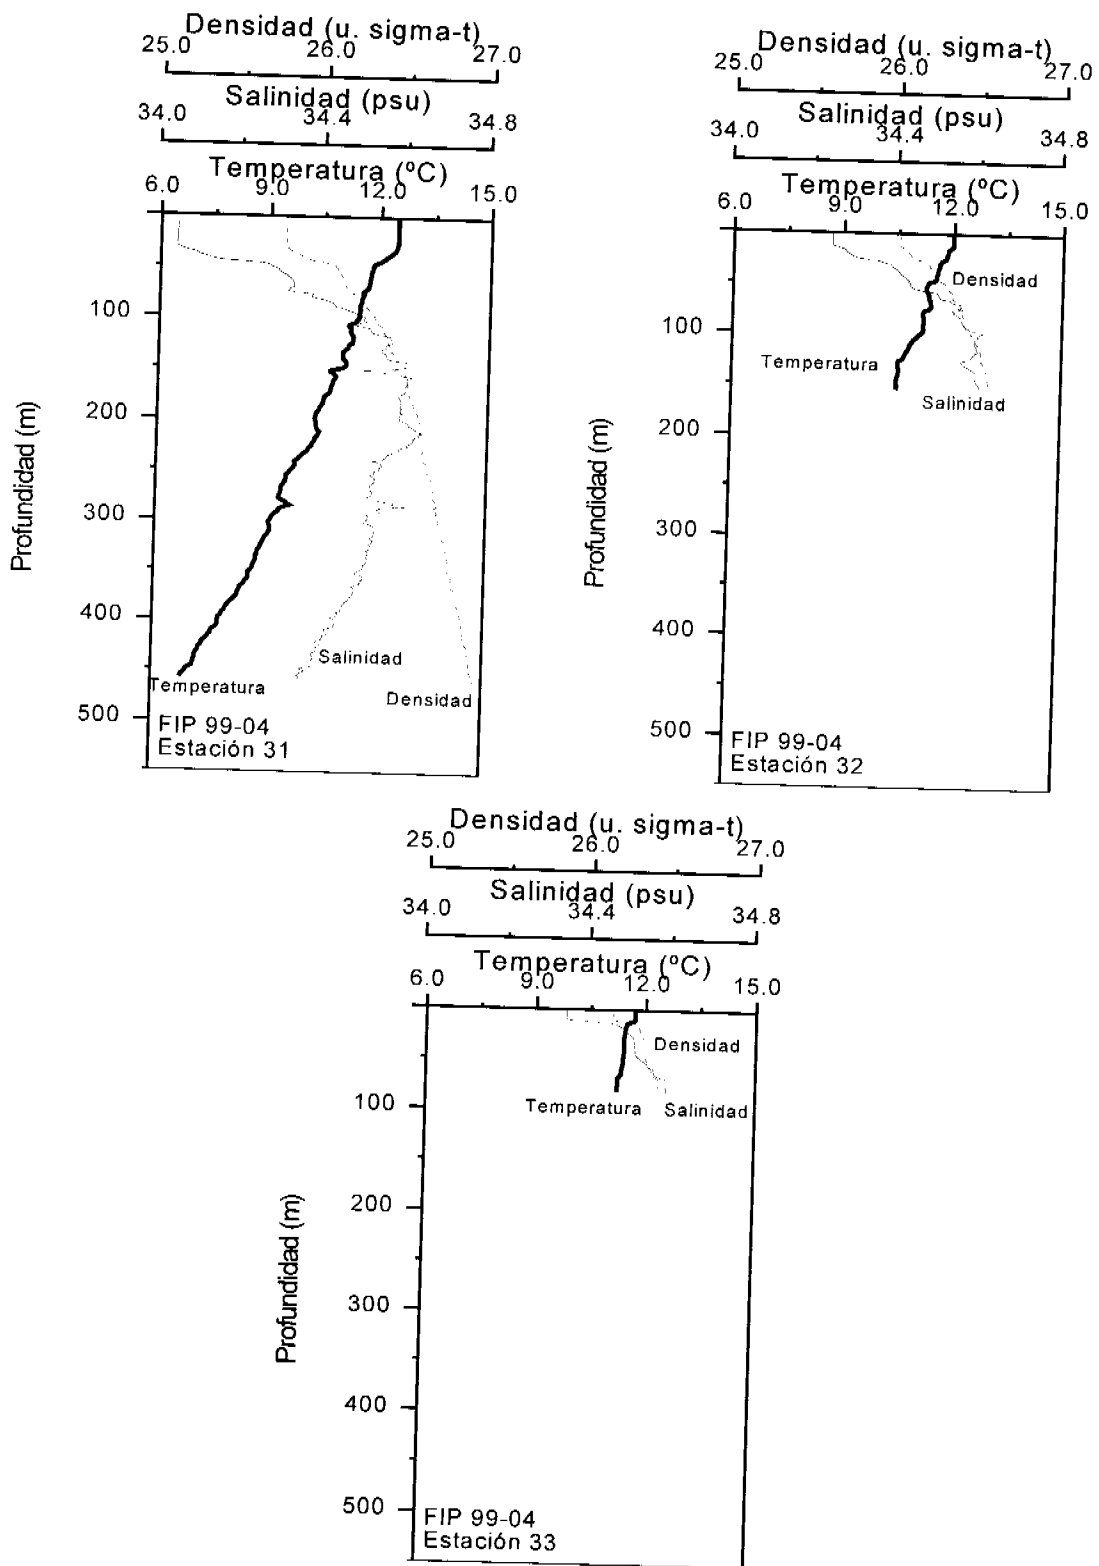 Densidad (u. sigma-t)
25.0 26.0 27.0
Salinidad (psu)
34.0 34.4 34.8
Temperatura (ºC)
6.0 9.0 12.0 15.0
100
200
300
400
500
Profundidad (m)
Salinidad
Temperatura
Densidad
FIP 99-04
Estación 31
Densidad (u. sigma-t)
25.0 26.0 27.0
Salinidad (psu)
34.0 34.4 34.8
Temperatura (ºC)
6.0 9.0 12.0 15.0
Densidad
Temperatura
Salinidad
100
200
300
400
500
Profundidad (m)
FIP 99-04
Estación 32
Densidad (u. sigma-t)
25.0 26.0 27.0
Salinidad (psu)
34.0 34.4 34.8
Temperatura (ºC)
6.0 9.0 12.0 15.0
Densidad
Temperatura Salinidad
100
200
300
400
500
Profundidad (m)
FIP 99-04
Estación 33